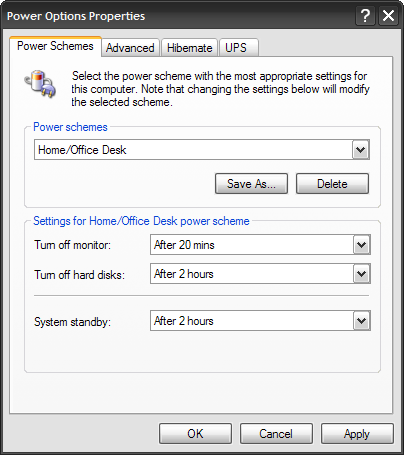 Power Options Properties
Power Schemes Advanced Hibernate UPS
Select the power scheme with the most appropriate settings for
this computer. Note that changing the settings below will modify
the selected scheme.
Power schemes
Home/Office Desk
Save As... Delete
Settings for Home/Office Desk power scheme
Turn off monitor: After 20 mins
Turn off hard disks: After 2 hours
System standby: After 2 hours
OK Cancel Apply